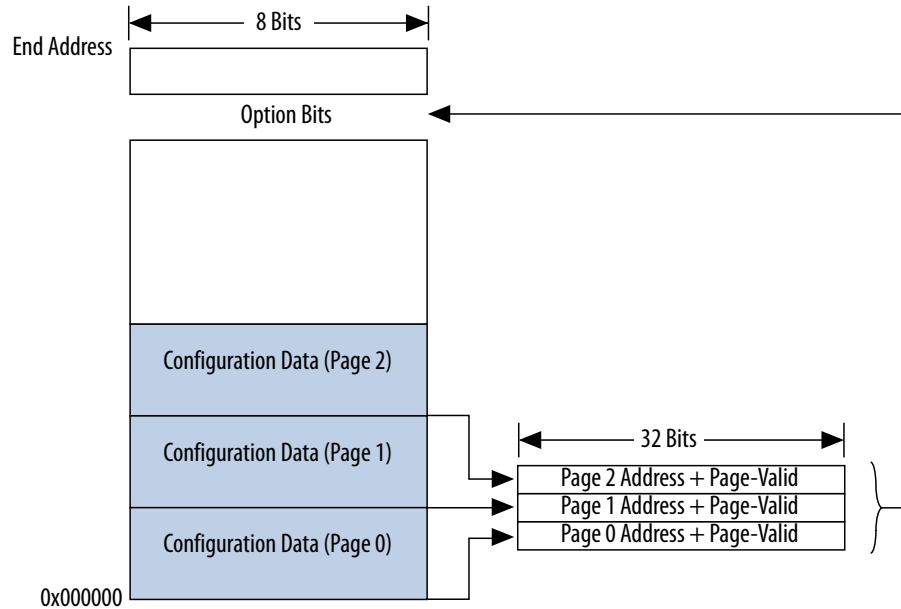 8 Bits
End Address
Option Bits
Configuration Data (Page 2)
Configuration Data (Page 1)
32 Bits
Page 2 Address + Page-Valid
Page 1 Address + Page-Valid
Page 0 Address + Page-Valid
Configuration Data (Page 0)
0x000000